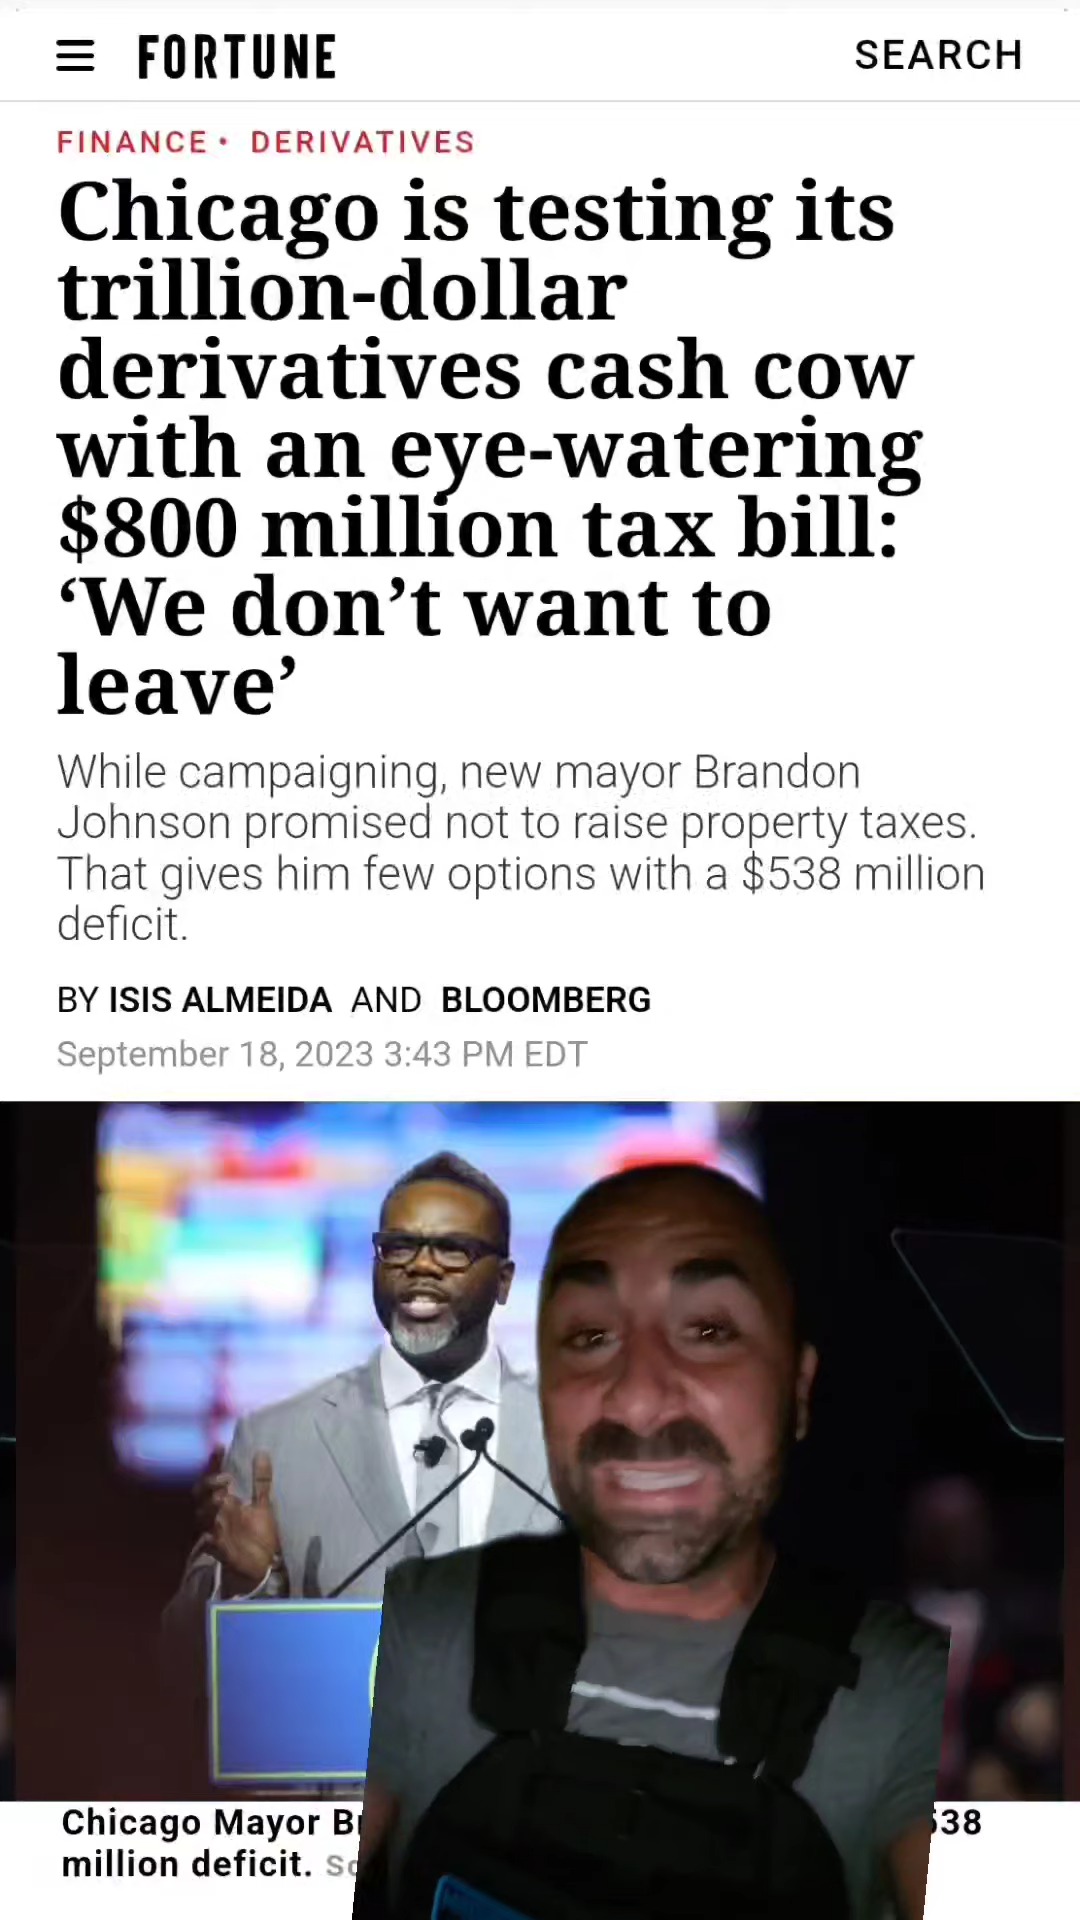 FORTUNE
SEARCH
FINANCE • DERIVATIVES
Chicago is testing its
trillion-dollar
derivatives cash cow
with an eye-watering
$800 million tax bill:
‘We don’t want to
leave’
While campaigning, new mayor Brandon
Johnson promised not to raise property taxes.
That gives him few options with a $538 million
deficit.
BY ISIS ALMEIDA AND BLOOMBERG
September 18, 2023 3:43 PM EDT
Chicago Mayor
million deficit.